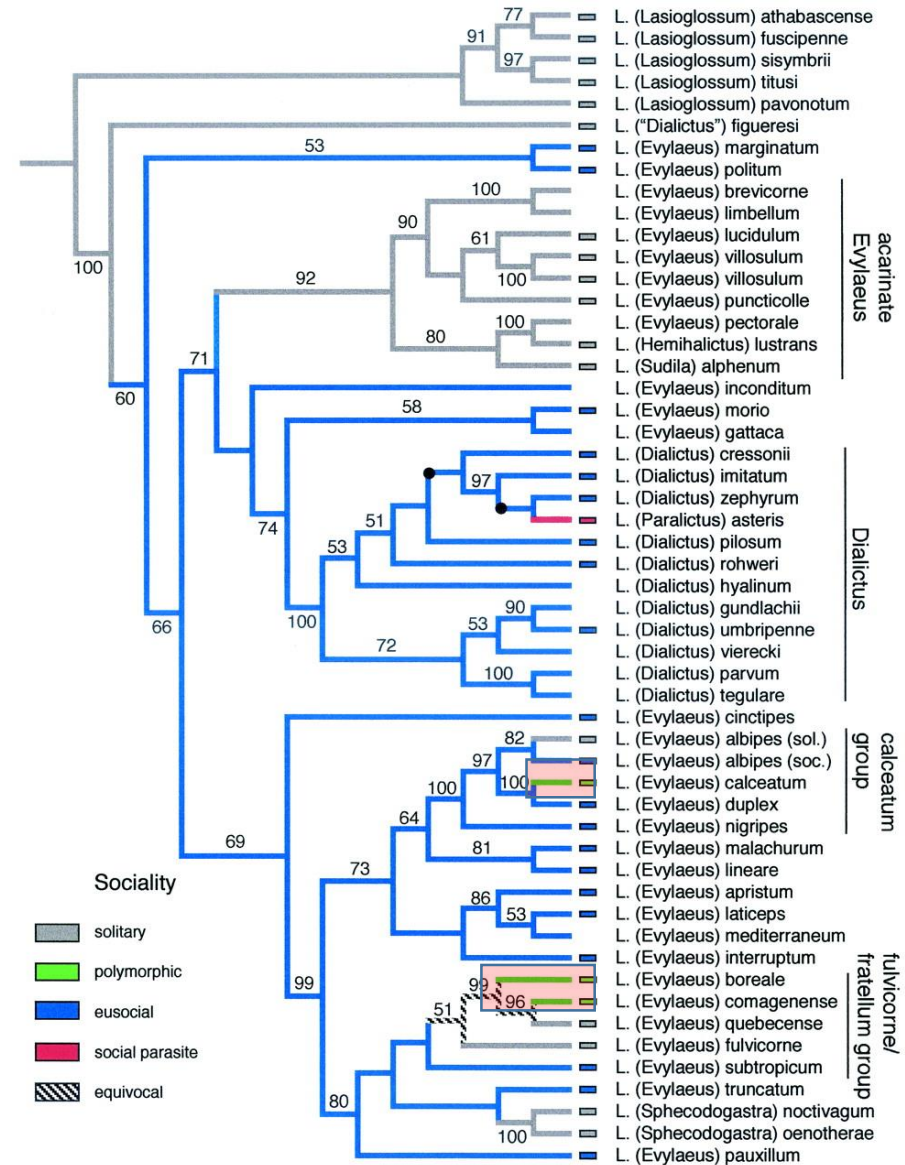 77
L. (Lasioglossum) athabascense
91
L. (Lasioglossum) fuscipenne
97
L. (Lasioglossum) sisymbrii
L. (Lasioglossum) titusi
L. (Lasioglossum) pavonotum
L. ("Dialictus") figueresi
53
L. (Evylaeus) marginatum
L. (Evylaeus) politum
100
L. (Evylaeus) brevicorne
L. (Evylaeus) limbellum
90
61
L. (Evylaeus) lucidulum
L. (Evylaeus) villosulum
100
L. (Evylaeus) villosulum
100
92
L. (Evylaeus) puncticolle
100
L. (Evylaeus) pectorale
80
L. (Hemihalictus) lustrans
L. (Sudila) alphenum
acarinate
Evylaeus
71
60
L. (Evylaeus) inconditum
58
L. (Evylaeus) morio
L. (Evylaeus) gattaca
L. (Dialictus) cressonii
97
L. (Dialictus) imitatum
L. (Dialictus) zephyrum
74
51
L. (Paralictus) asteris
L. (Dialictus) pilosum
53
L. (Dialictus) rohweri
L. (Dialictus) hyalinum
90
L. (Dialictus) gundlachii
100
53
L. (Dialictus) umbripenne
66
72
L. (Dialictus) vierecki
100
L. (Dialictus) parvum
L. (Dialictus) tegulare
Dialictus
L. (Evylaeus) cinctipes
82
L. (Evylaeus) albipes (sol.)
97
L. (Evylaeus) albipes (soc.)
100
100
L. (Evylaeus) calceatum
L. (Evylaeus) duplex
64
L. (Evylaeus) nigripes
calceatum
group
69
81
L. (Evylaeus) malachurum
73
L. (Evylaeus) lineare
86
L. (Evylaeus) apristum
53
L. (Evylaeus) laticeps
L. (Evylaeus) mediterraneum
L. (Evylaeus) interruptum
99
99
L. (Evylaeus) boreale
51
96
L. (Evylaeus) comagenense
L. (Evylaeus) quebecense
L. (Evylaeus) fulvicorne
L. (Evylaeus) subtropicum
fulvicorne/
fratellum group
80
L. (Evylaeus) truncatum
L. (Sphecodogastra) noctivagum
100
L. (Sphecodogastra) oenotherae
L. (Evylaeus) pauxillum
Sociality
solitary
polymorphic
eusocial
social parasite
equivocal